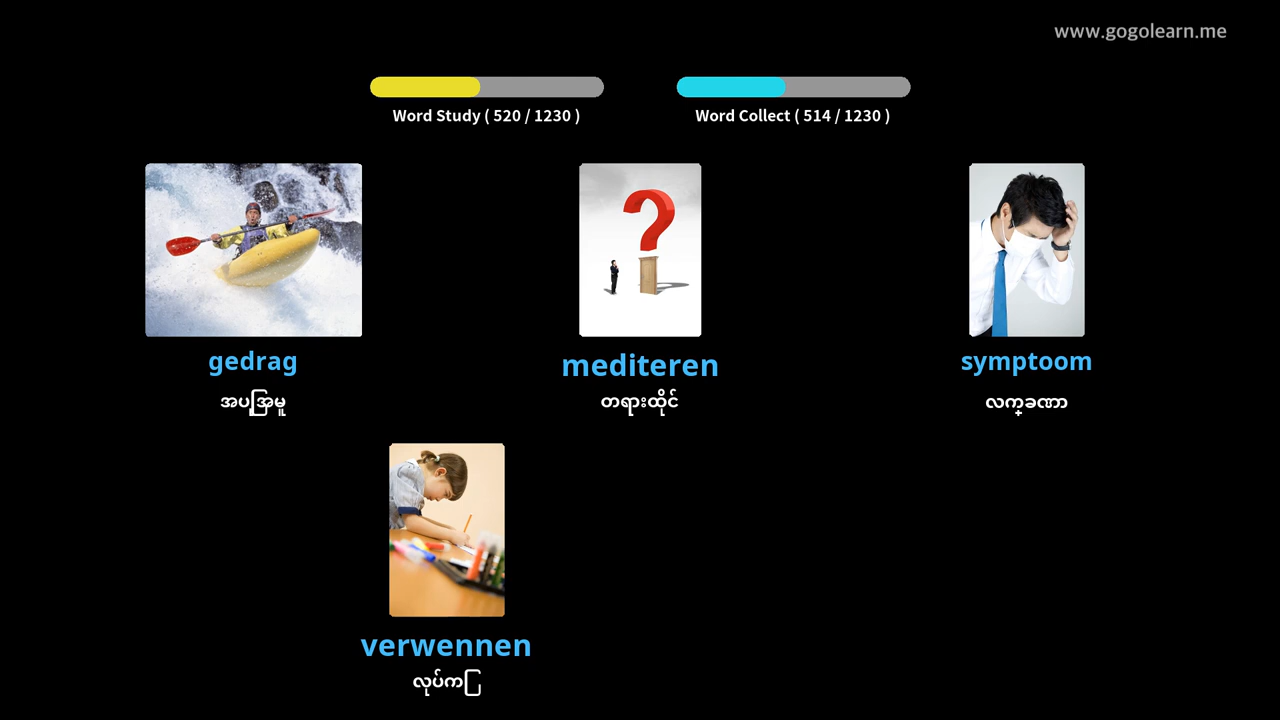 www.gogolearn.me
Word Study ( 520 / 1230 )
Word Collect ( 514 / 1230 )
gedrag
mediteren
symptoom
အပြုအမူ
တရားထိုင်
လက္ခဏာ
verwennen
လုပ်ကြ